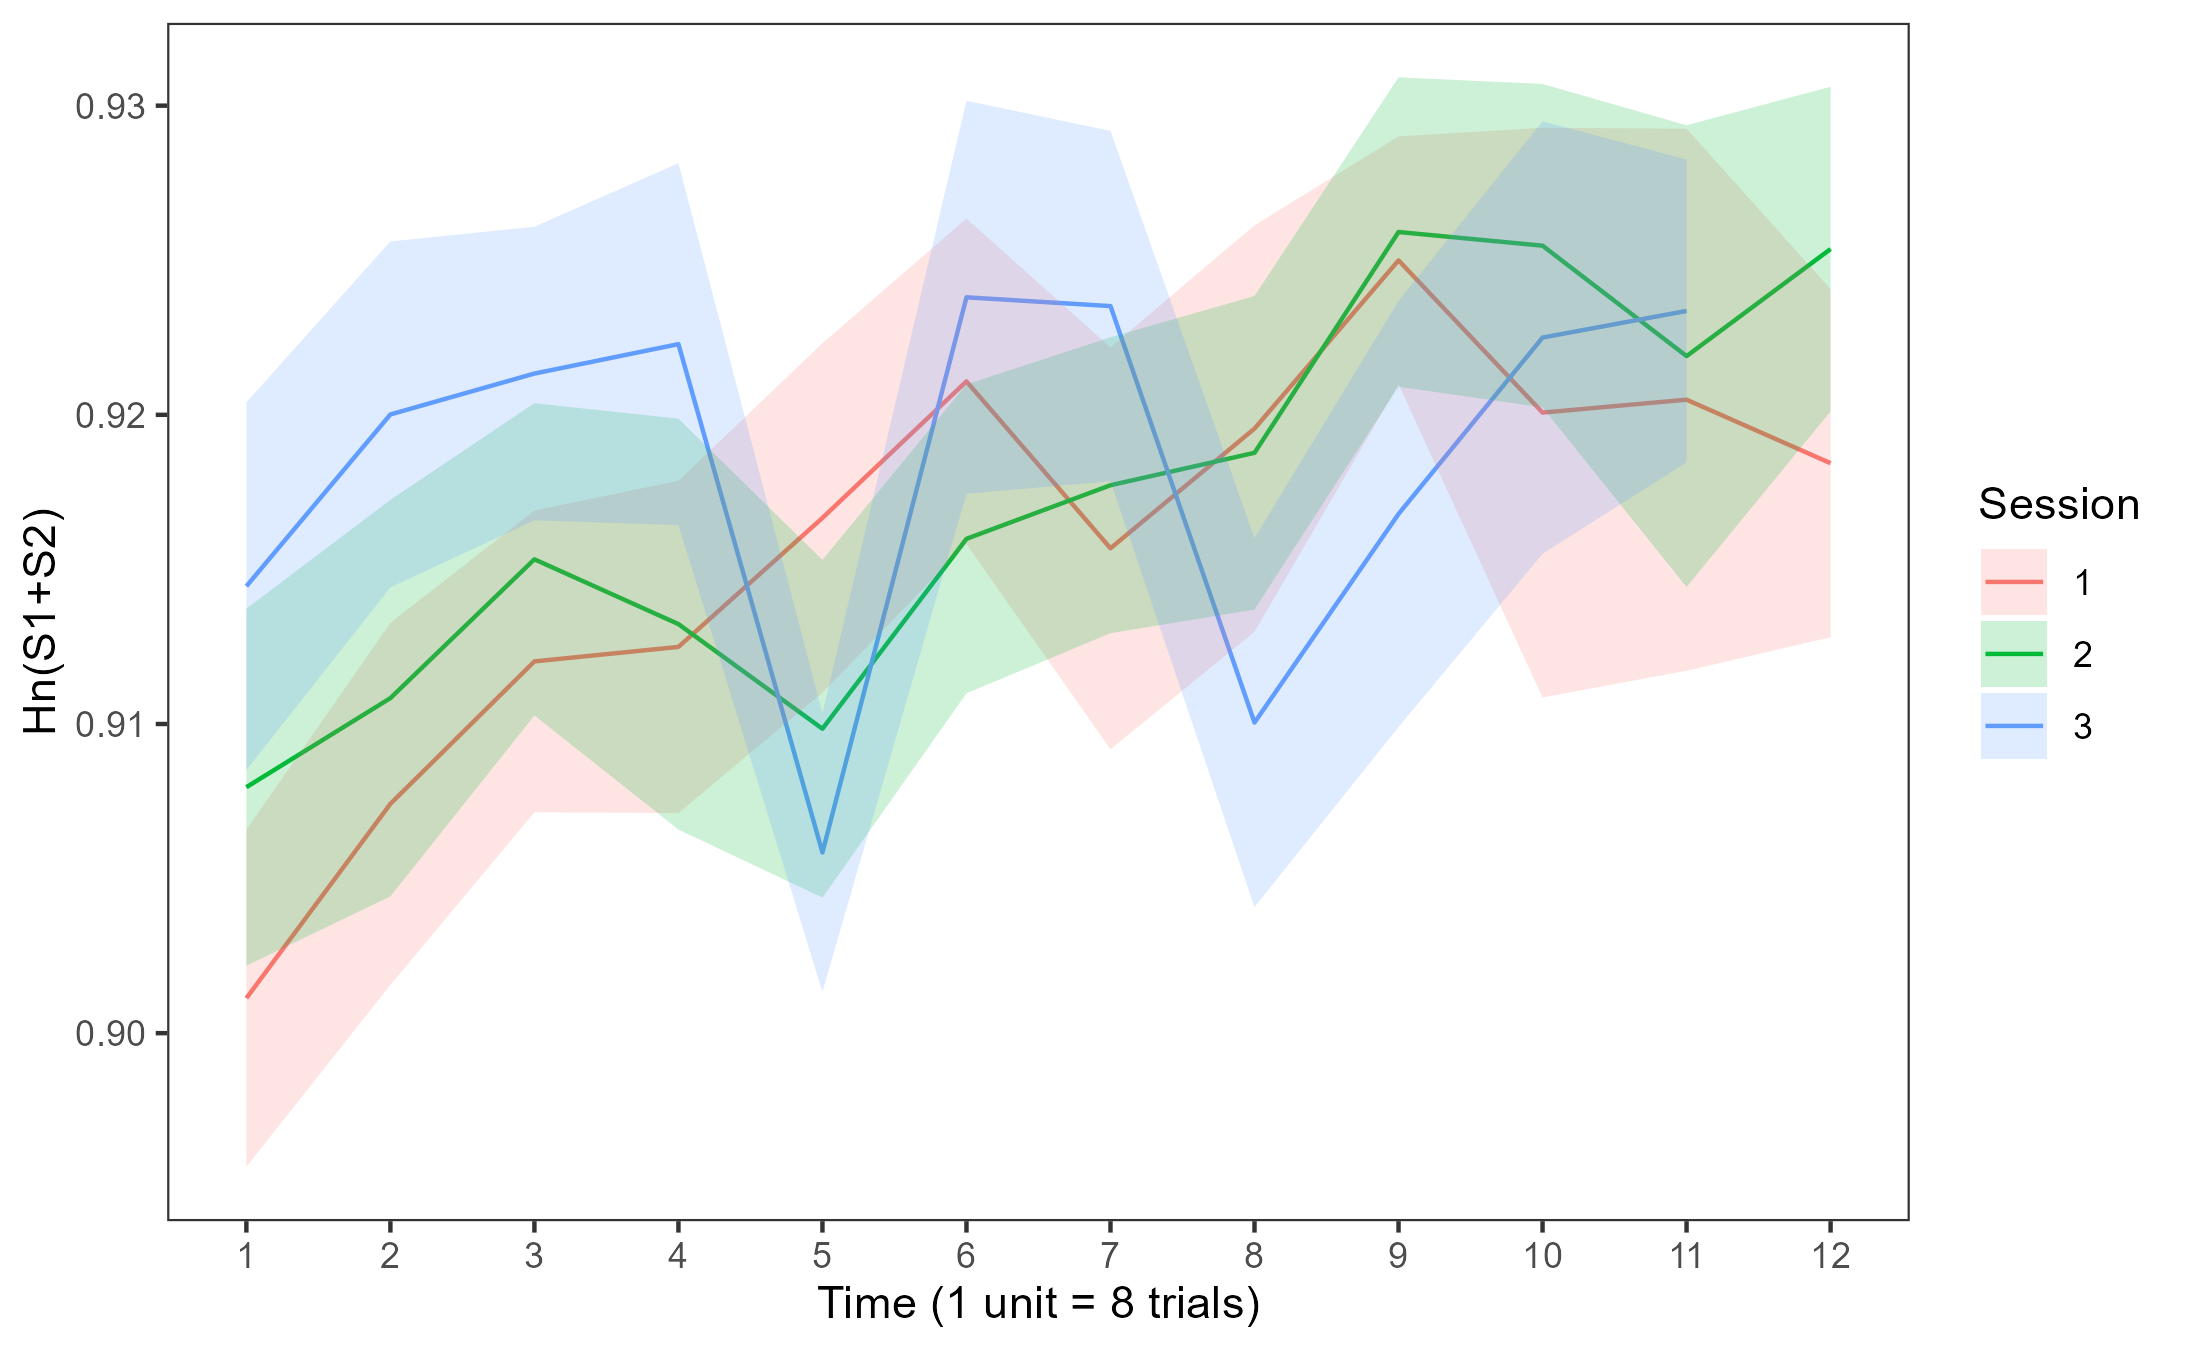 Hn(S1+S2)
0.93
0.92
0.91
0.90
1 2 3 4 5 6 7 8 9 10 11 12
Time (1 unit = 8 trials)
Session
1
2
3